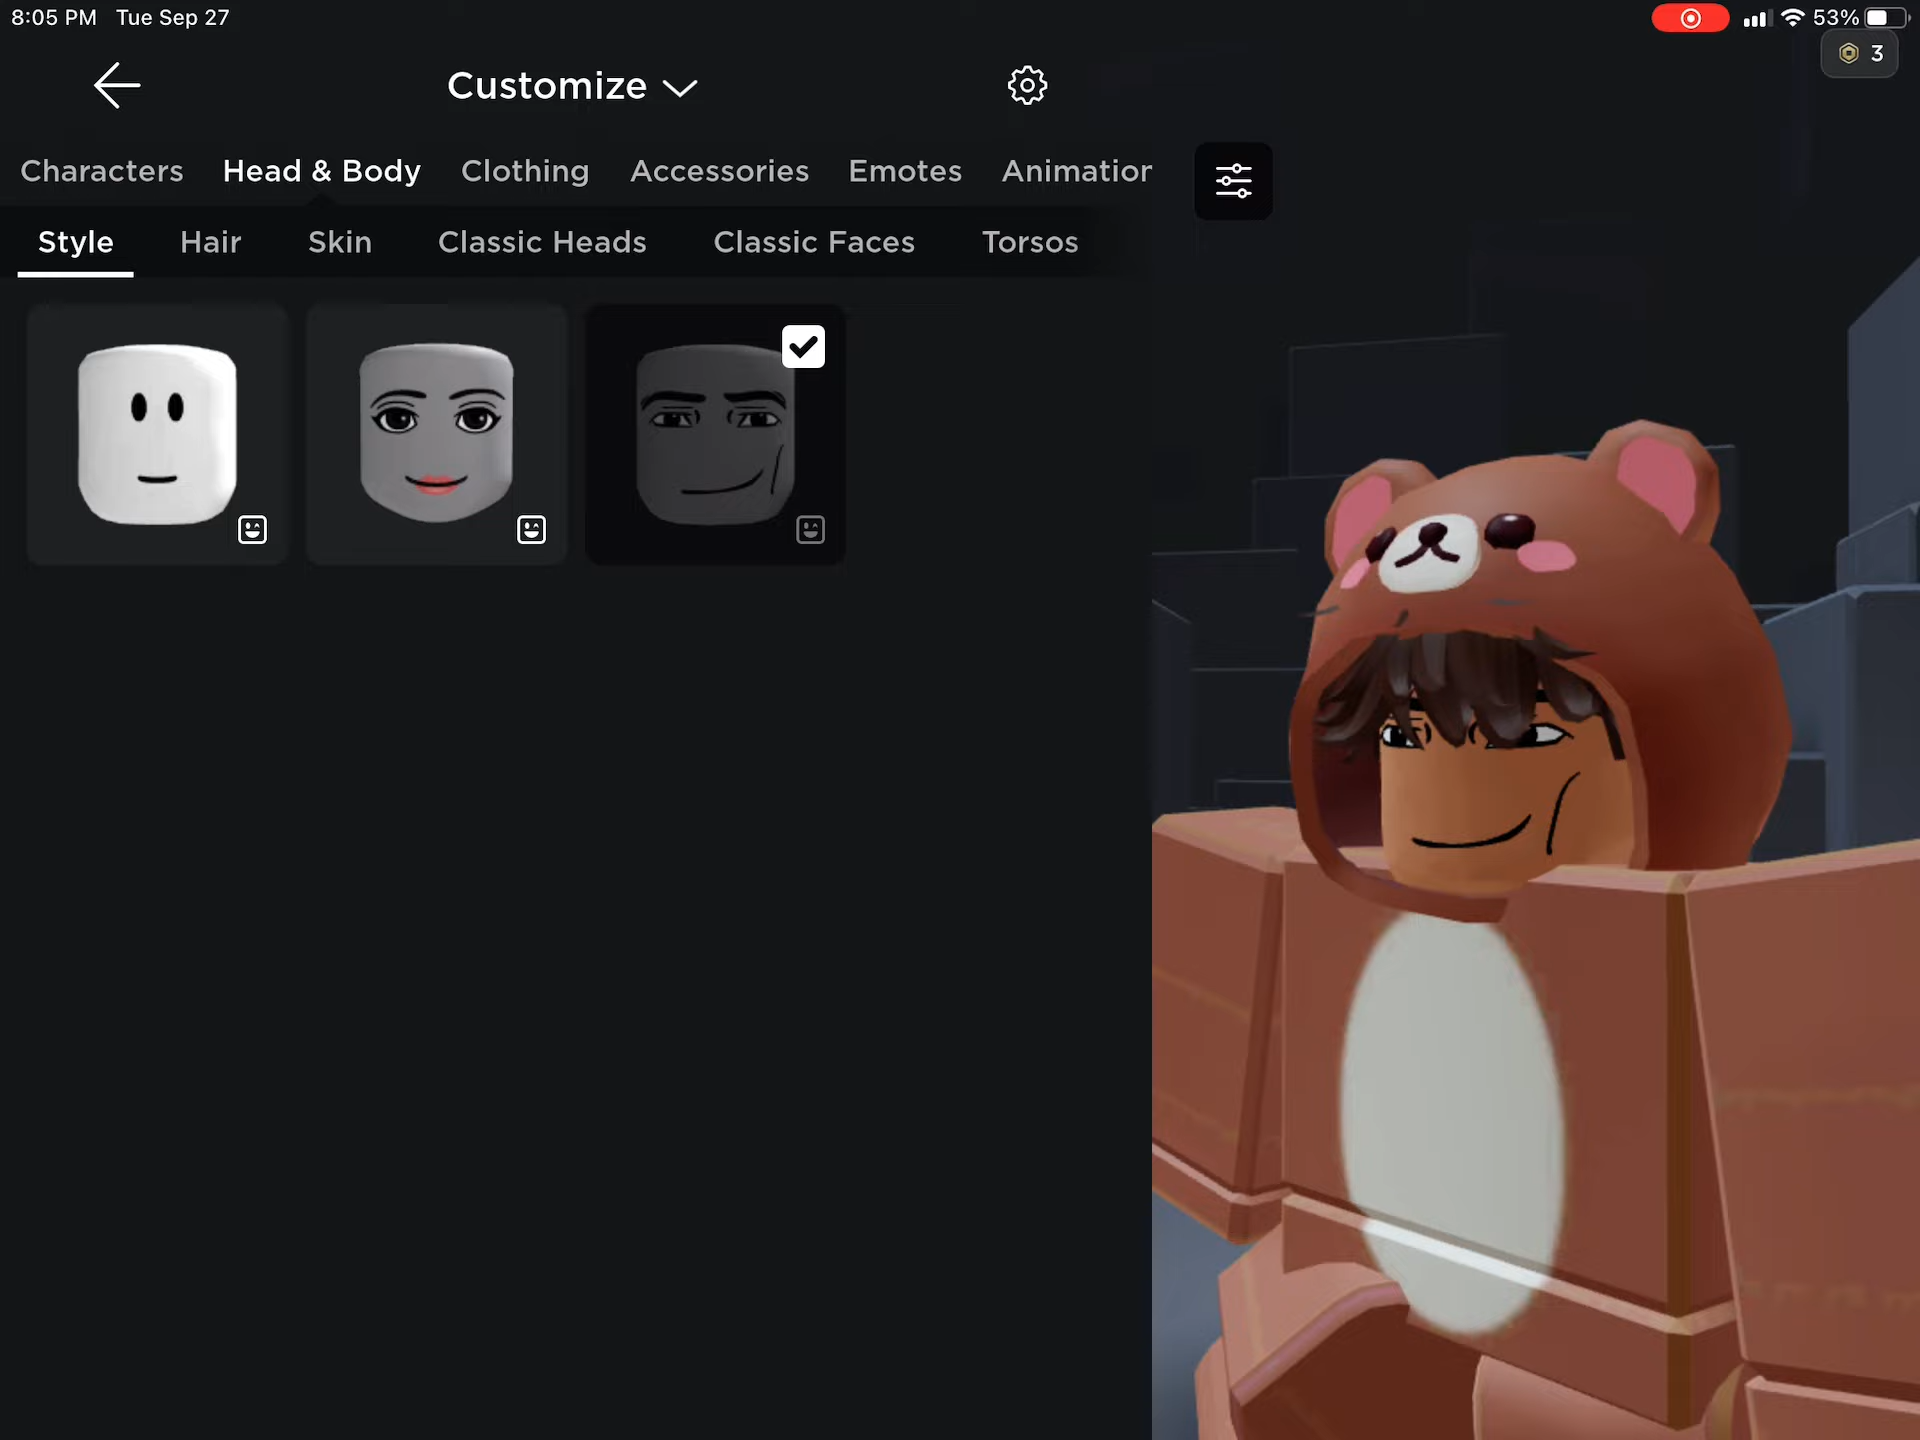 8:05 PM Tue Sep 27
53%
3
Customize
Characters Head & Body Clothing Accessories Emotes Animation
Style Hair Skin Classic Heads Classic Faces Torsos